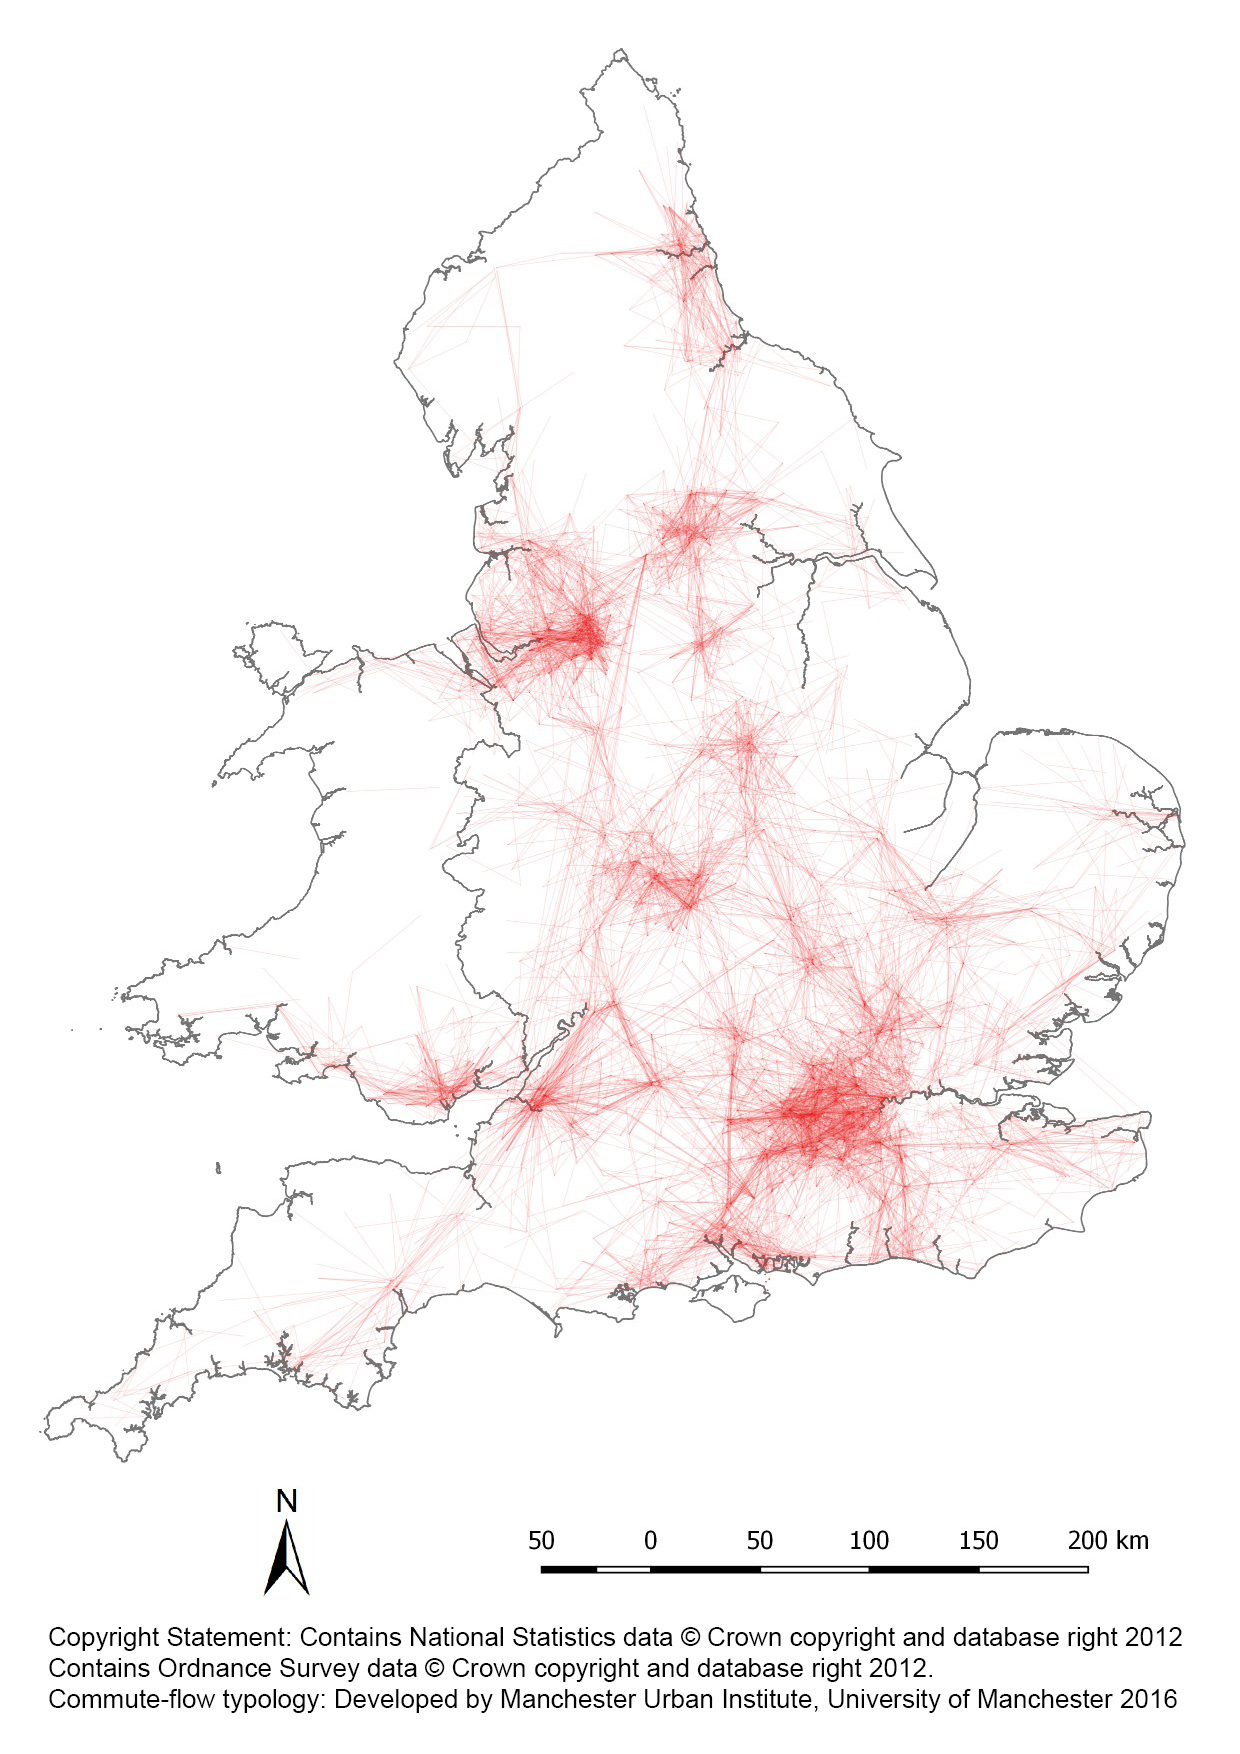 N
50 0 50 100 150 200 km
Copyright Statement: Contains National Statistics data © Crown copyright and database right 2012
Contains Ordnance Survey data © Crown copyright and database right 2012.
Commute-flow typology: Developed by Manchester Urban Institute, University of Manchester 2016